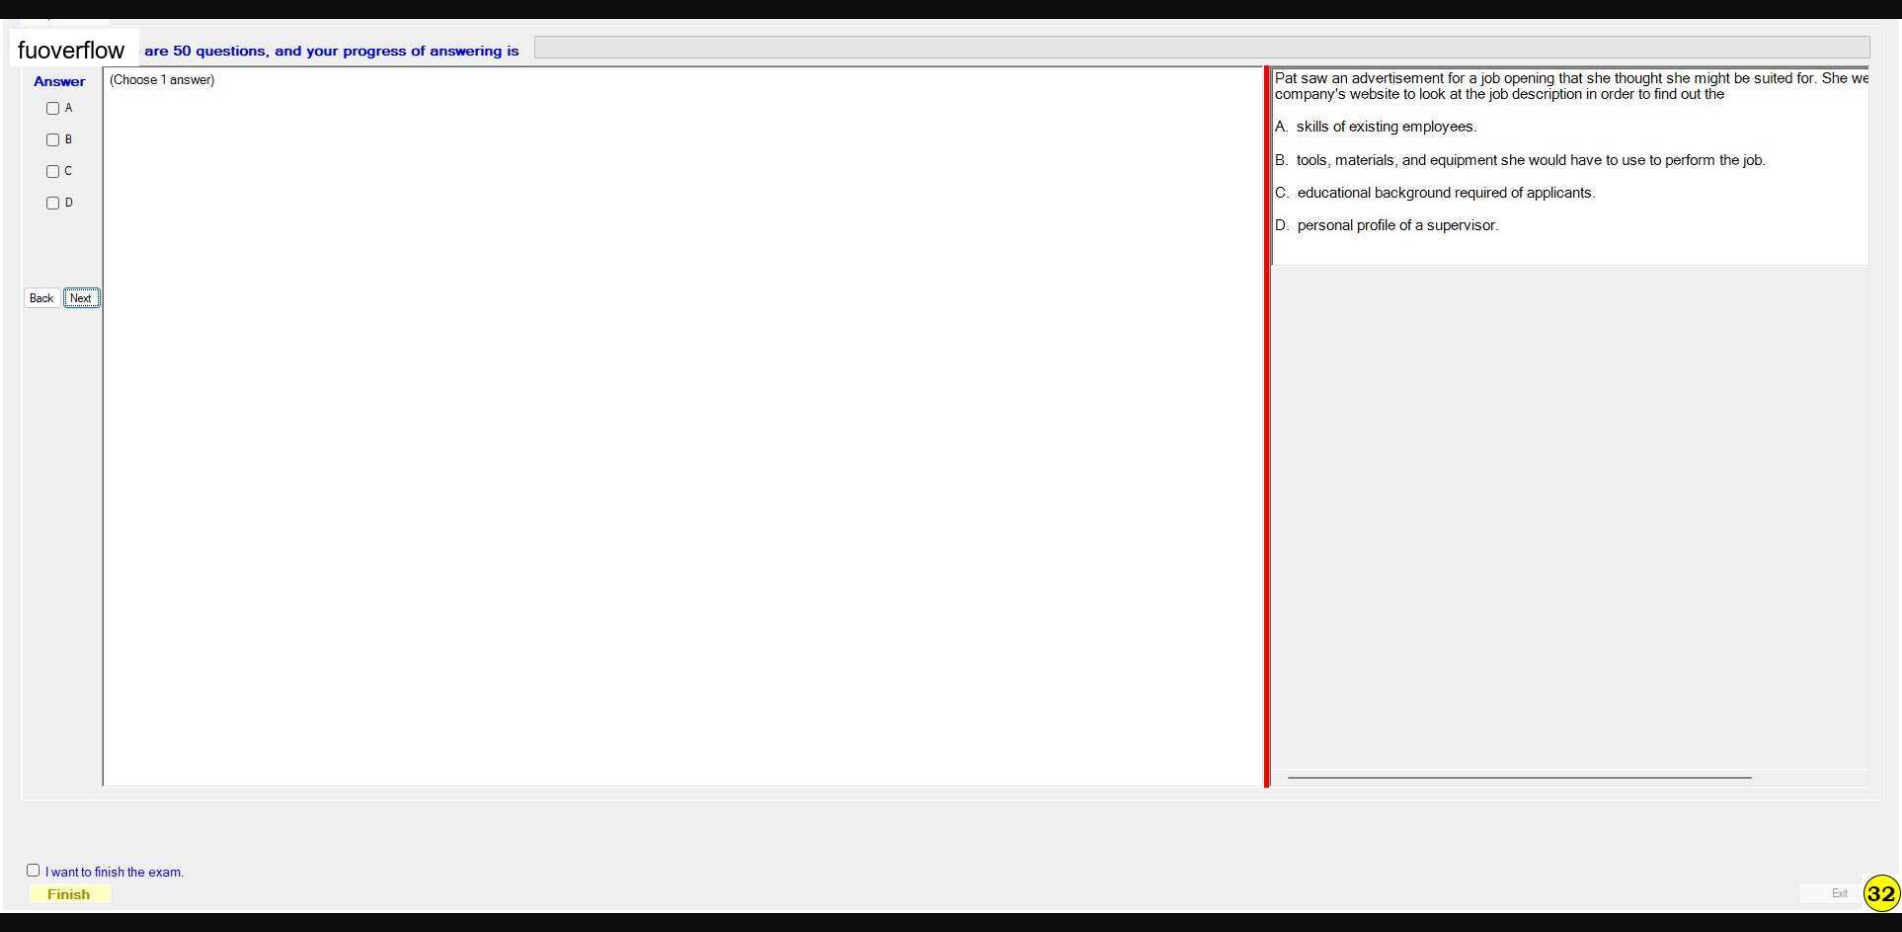 fuoverflow are 50 questions, and your progress of answering is
Answer
A
B
C
D
Back Next
(Choose 1 answer)
Pat saw an advertisement for a job opening that she thought she might be suited for. She we
company's website to look at the job description in order to find out the
A. skills of existing employees.
B. tools, materials, and equipment she would have to use to perform the job.
C. educational background required of applicants.
D. personal profile of a supervisor.
I want to finish the exam.
Finish
Exit
32